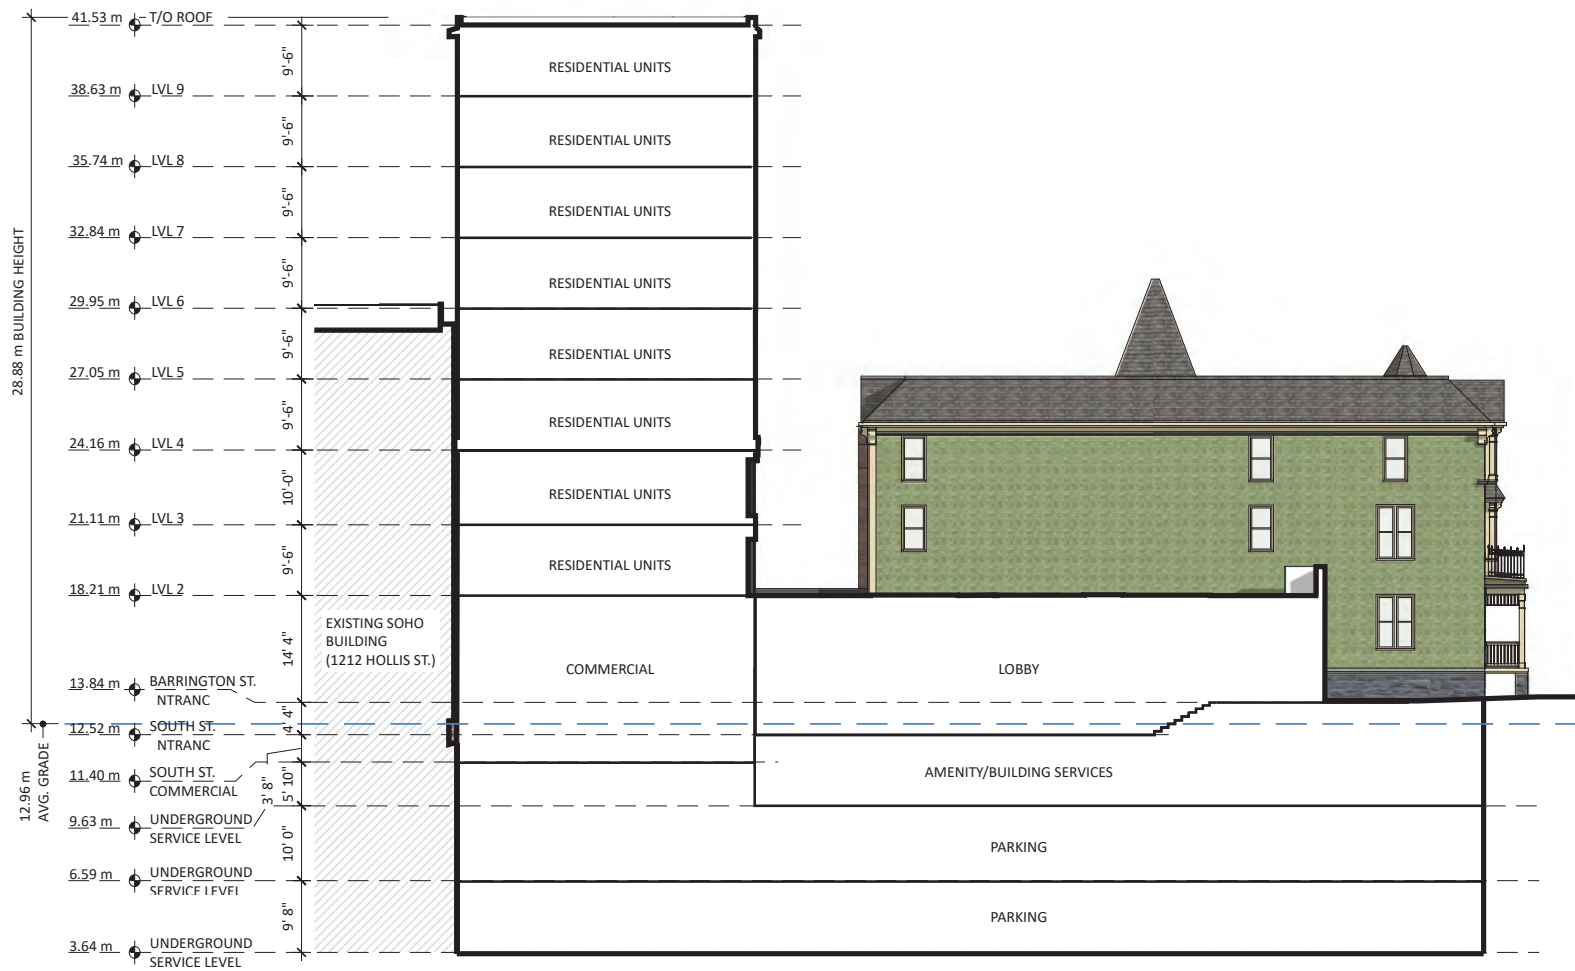 41.53 m T/O ROOF
9'-6"
RESIDENTIAL UNITS
38.63 m LVL 9
9'-6"
RESIDENTIAL UNITS
35.74 m LVL 8
9'-6"
RESIDENTIAL UNITS
32.84 m LVL 7
9'-6"
RESIDENTIAL UNITS
29.95 m LVL 6
9'-6"
RESIDENTIAL UNITS
27.05 m LVL 5
9'-6"
RESIDENTIAL UNITS
24.16 m LVL 4
10'-0"
RESIDENTIAL UNITS
21.11 m LVL 3
9'-6"
RESIDENTIAL UNITS
18.21 m LVL 2
28.88 m BUILDING HEIGHT
EXISTING SOHO
BUILDING
(1212 HOLLIS ST.)
14' 4"
COMMERCIAL
LOBBY
13.84 m BARRINGTON ST.
NTRANC
4' 4"
12.52 m SOUTH ST.
NTRANC
12.96 m
AVG. GRADE
11.40 m SOUTH ST.
COMMERCIAL
3' 8"
5' 10"
AMENITY/BUILDING SERVICES
9.63 m UNDERGROUND
SERVICE LEVEL
10' 0"
PARKING
6.59 m UNDERGROUND
SERVICE LEVEL
9' 8"
PARKING
3.64 m UNDERGROUND
SERVICE LEVEL